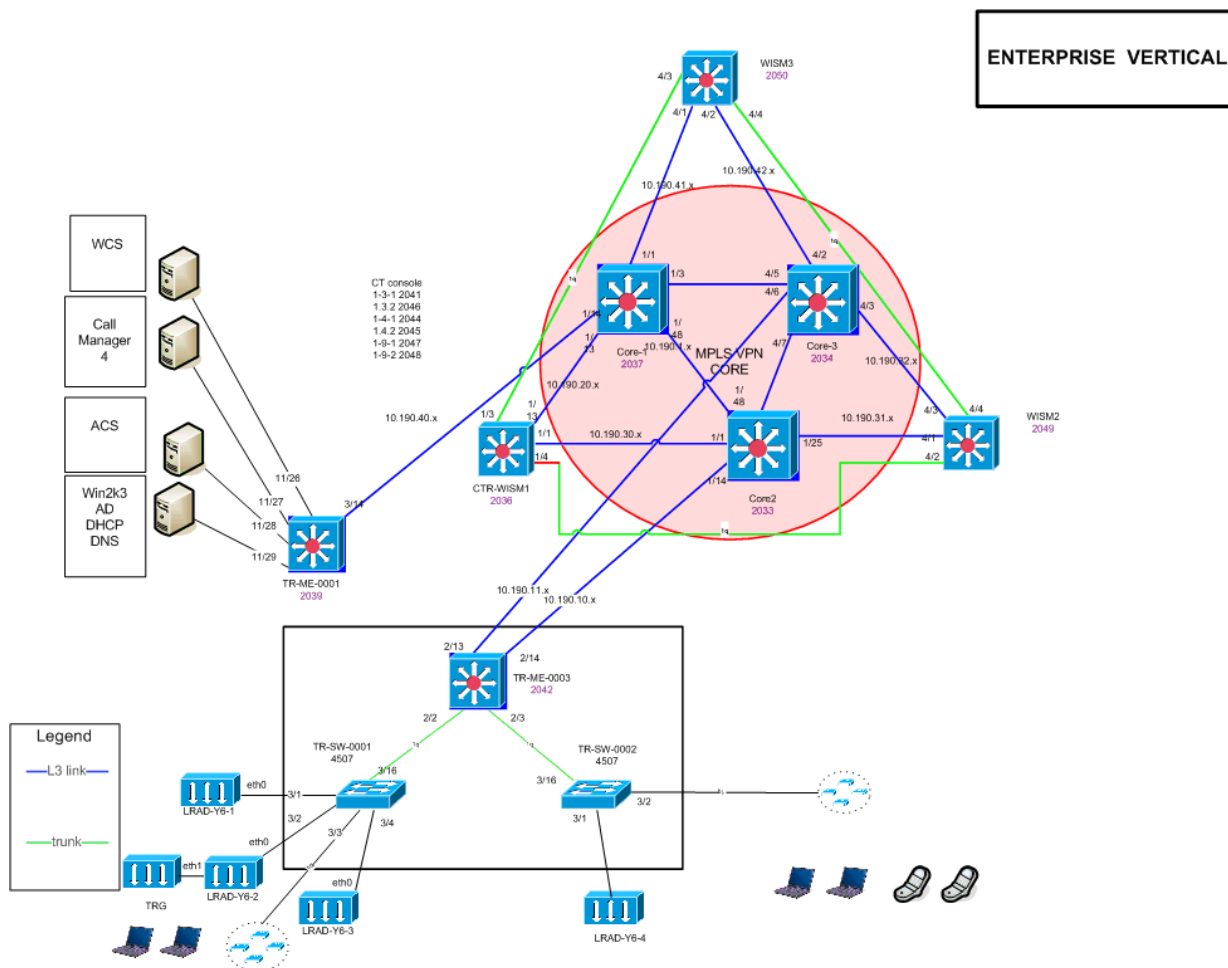 ENTERPRISE VERTICAL
WISM3
2050
4/3
4/1
4/2
4/4
10.190.41.x
10.190.42.x
1q
1q
WCS
Call
Manager
4
ACS
Win2k3
AD
DHCP
DNS
CT console
1-3-1 2041
1.3.2 2046
1-4-1 2044
1.4.2 2045
1-9-1 2047
1-9-2 2048
1/1
1/3
4/5
4/6
4/2
4/3
1/14
1/
13
1/
48
10.190.1.x
Core-1
2037
MPLS VPN
CORE
Core-3
2034
4/7
10.190.32.x
10.190.20.x
10.190.40.x
1/
13
1/3
1/1
1/4
10.190.30.x
1/
48
1/1
1/25
1/14
10.190.31.x
4/3
4/4
4/1
4/2
WISM2
2049
CTR-WISM1
2036
Core2
2033
1q
11/26
11/27
11/28
11/29
3/14
TR-ME-0001
2039
10.190.11.x
10.190.10.x
2/13
2/14
TR-ME-0003
2042
2/2
2/3
1q
1q
TR-SW-0001
4507
TR-SW-0002
4507
3/16
3/16
3/1
3/2
3/3
3/4
3/1
3/2
eth0
LRAD-Y6-1
eth0
eth1
TRG
LRAD-Y6-2
eth0
LRAD-Y6-3
LRAD-Y6-4
Legend
L3 link
trunk